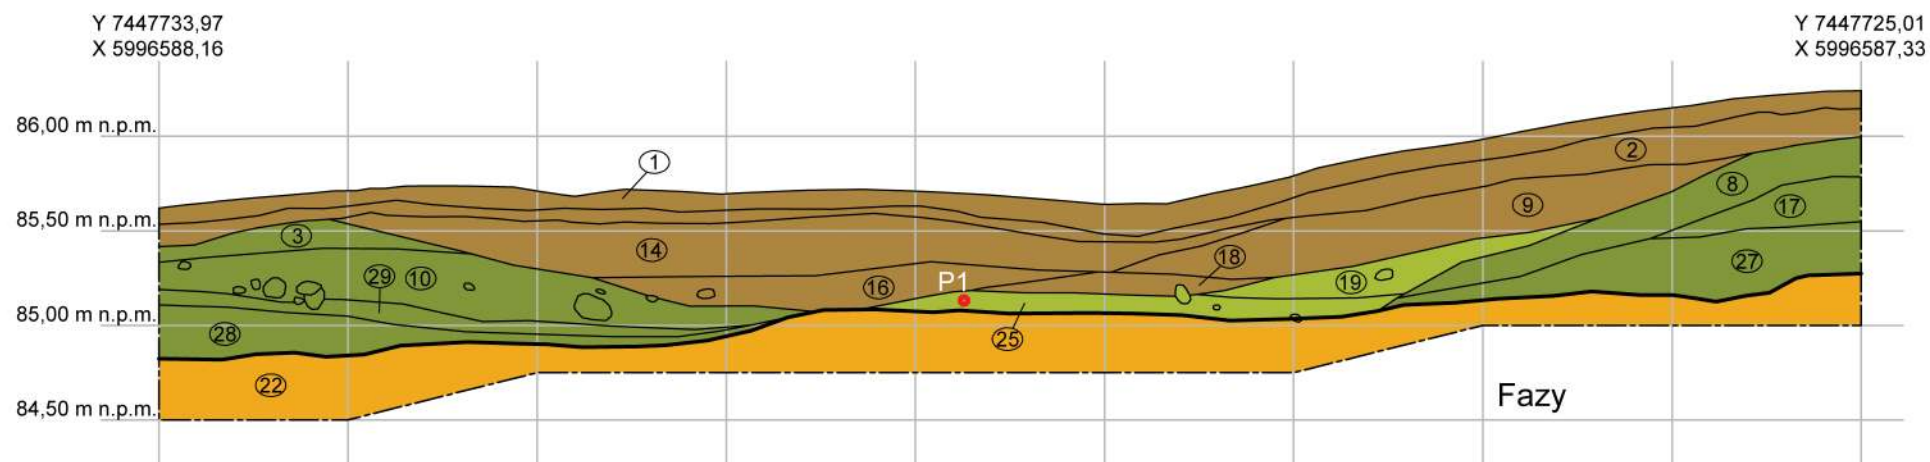 Y 7447733,97
X 5996588,16
Y 7447725,01
X 5996587,33
86,00 m n.p.m.
1
2
8
85,50 m n.p.m.
3
9
17
14
18
29
10
16
P1
19
27
85,00 m n.p.m.
28
25
22
Fazy
84,50 m n.p.m.